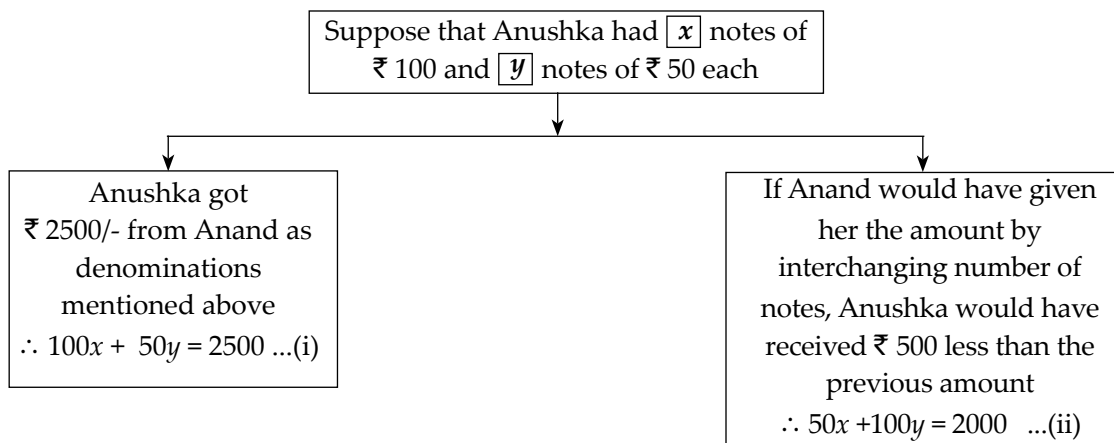 Suppose that Anushka had x notes of
₹ 100 and y notes of ₹ 50 each
Anushka got
₹ 2500/- from Anand as
denominations
mentioned above
∴ 100x + 50y = 2500 ...(i)
If Anand would have given
her the amount by
interchanging number of
notes, Anushka would have
received ₹ 500 less than the
previous amount
∴ 50x +100y = 2000 ...(ii)